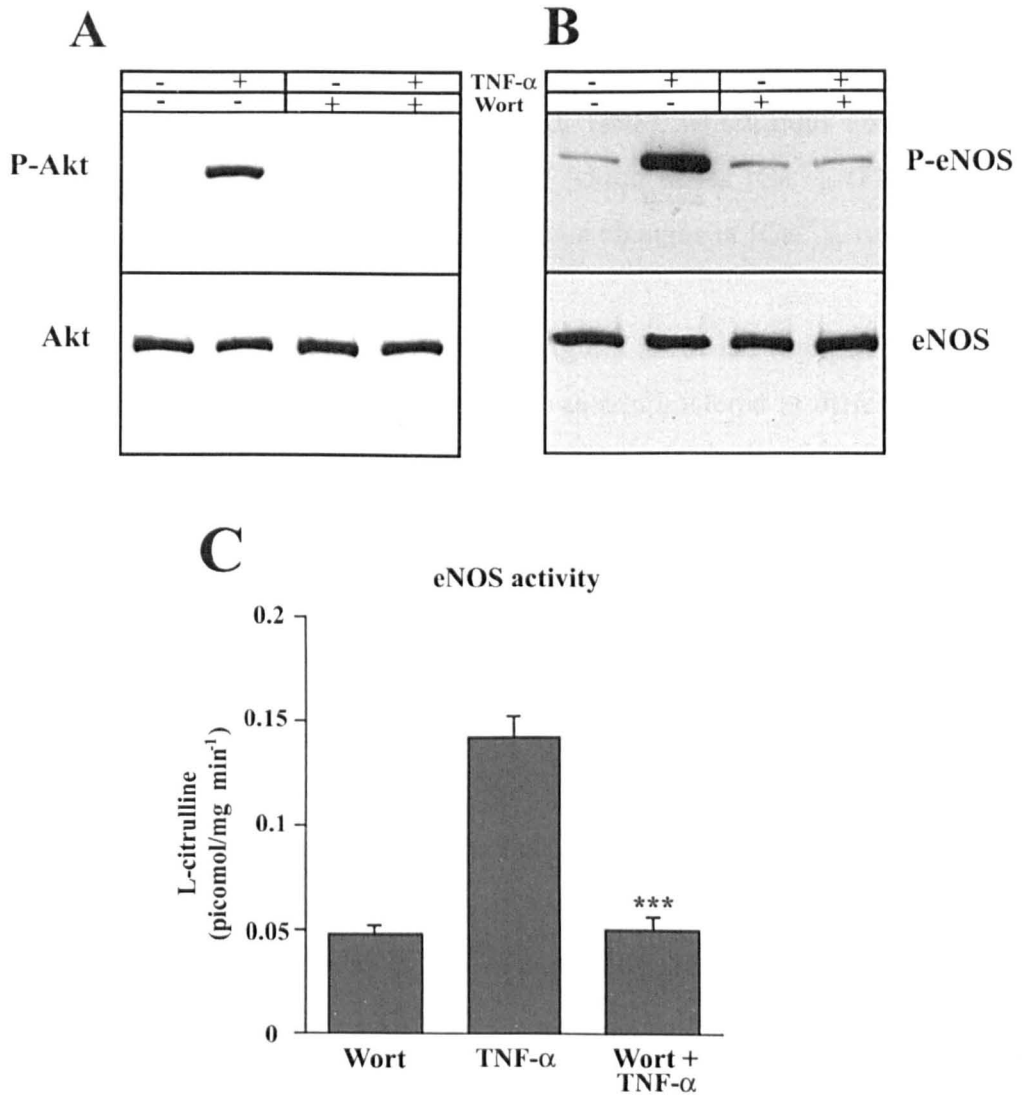 A
B
- + - + TNF-α - + - +
- - + + Wort - - + +
P-Akt
P-eNOS
Akt
eNOS
C
eNOS activity
0.2
0.15
0.1
0.05
0
L-citrulline
(picomol/mg min⁻¹)
***
Wort
TNF-α
Wort +
TNF-α